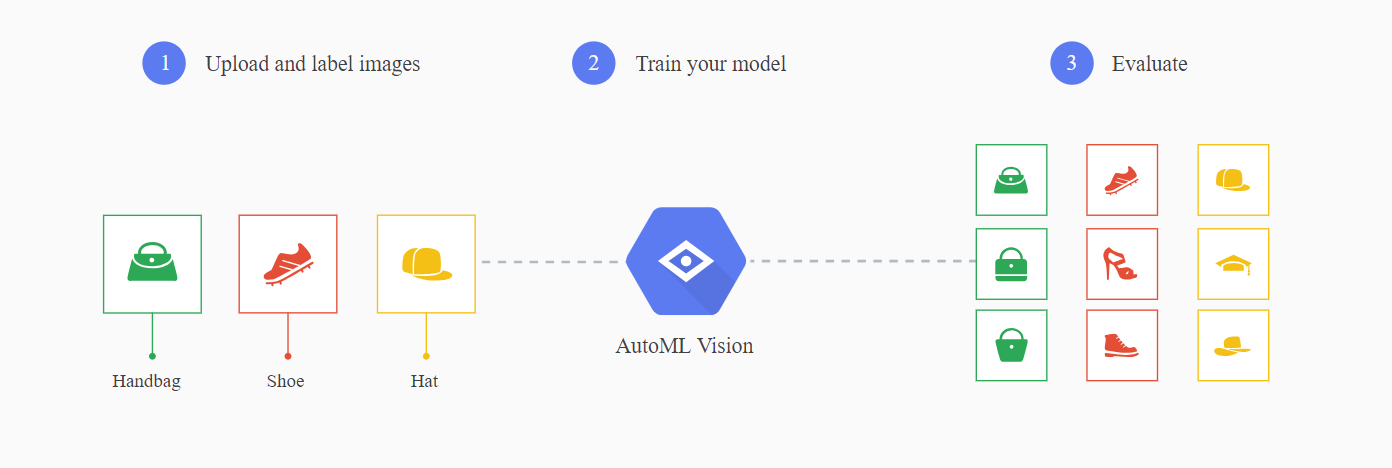 1 Upload and label images
2 Train your model
3 Evaluate
Handbag
Shoe
Hat
AutoML Vision